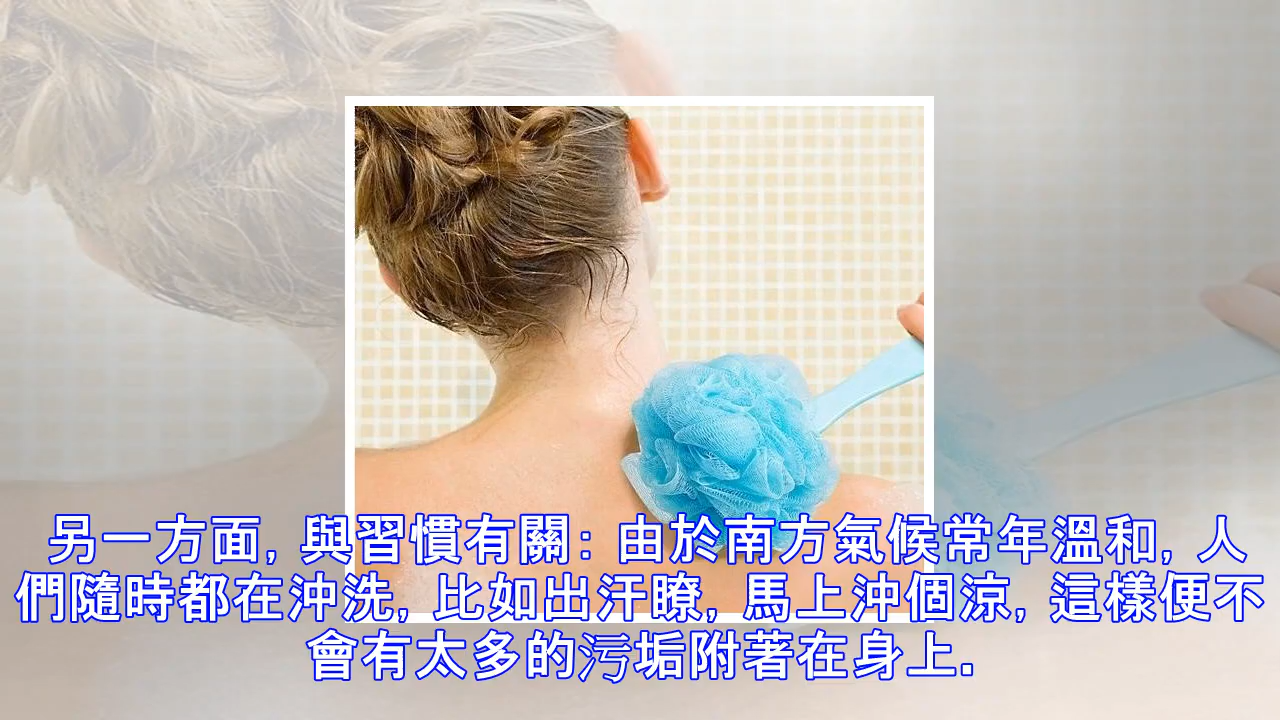 另一方面, 與習慣有關: 由於南方氣候常年溫和, 人
們隨時都在沖洗, 比如出汗瞭, 馬上沖個涼, 這樣便不
會有太多的污垢附著在身上.